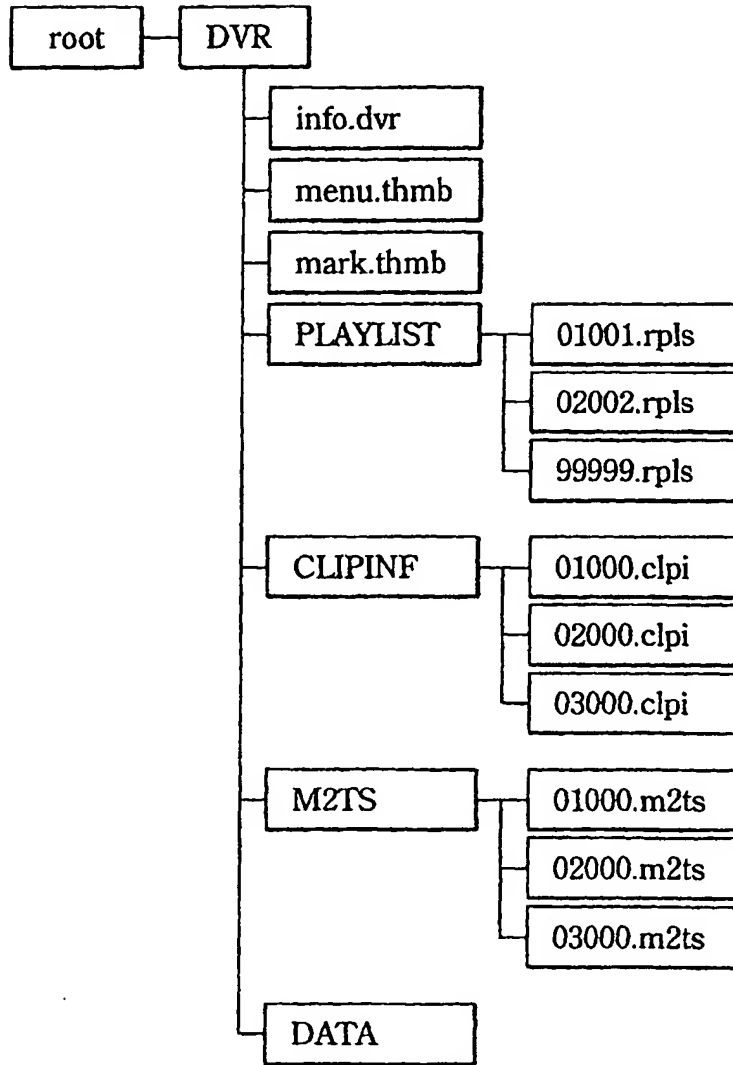 root
DVR
info.dvr
menu.thmb
mark.thmb
PLAYLIST
01001.rpls
02002.rpls
99999.rpls
CLIPINF
01000.clpi
02000.clpi
03000.clpi
M2TS
01000.m2ts
02000.m2ts
03000.m2ts
DATA